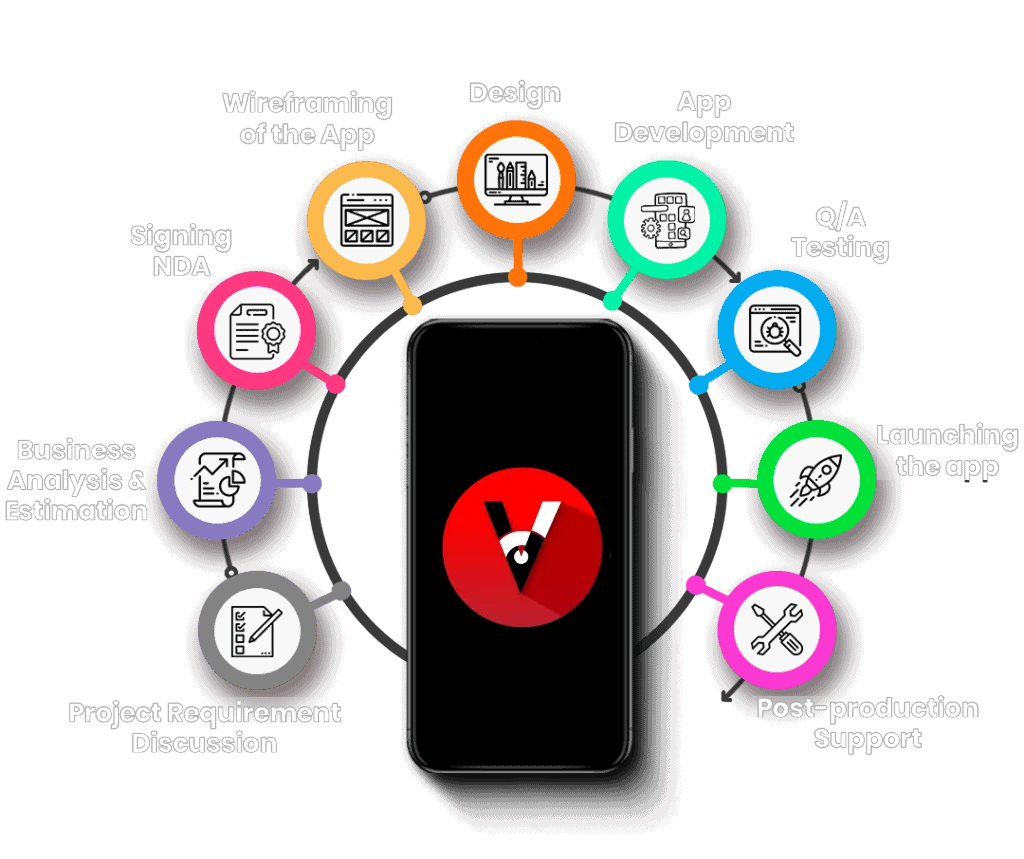 Design
Wireframing
of the App
App
Development
Signing
NDA
Q/A
Testing
Business
Analysis &
Estimation
Launching
the app
Project Requirement
Discussion
Post-production
Support
V